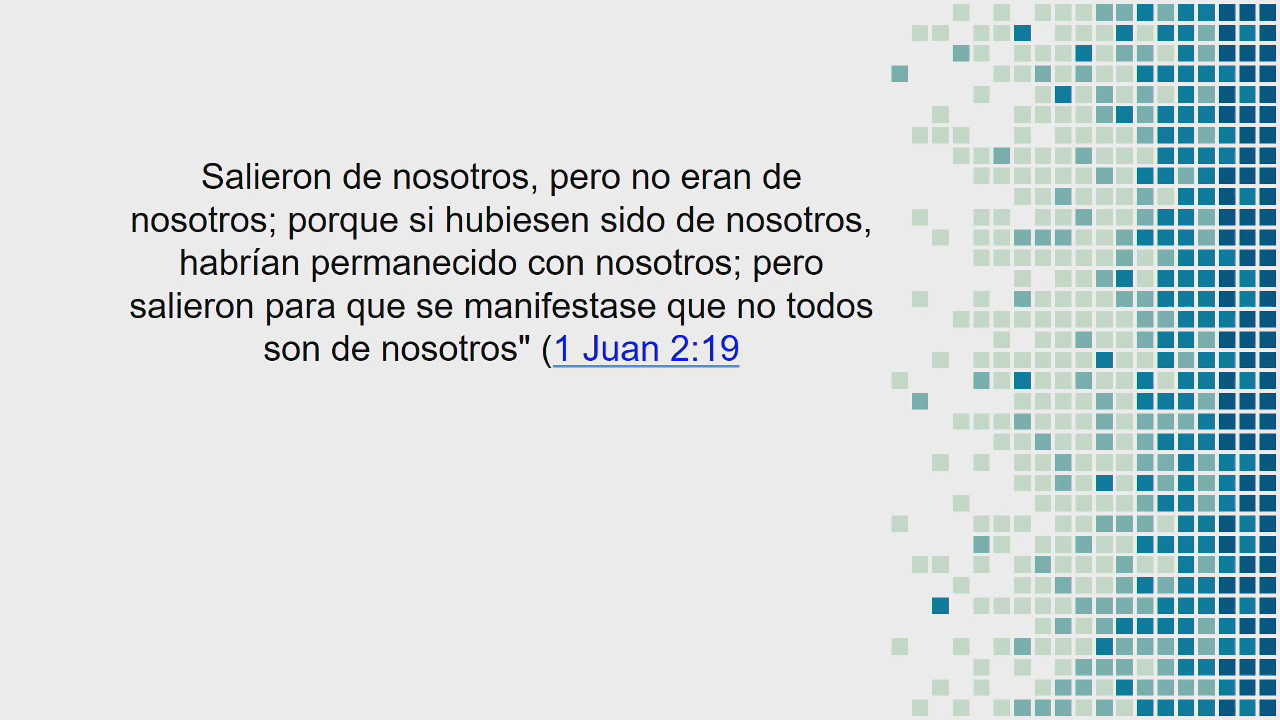 Salieron de nosotros, pero no eran de
nosotros; porque si hubiesen sido de nosotros,
habrían permanecido con nosotros; pero
salieron para que se manifestase que no todos
son de nosotros" (1 Juan 2:19